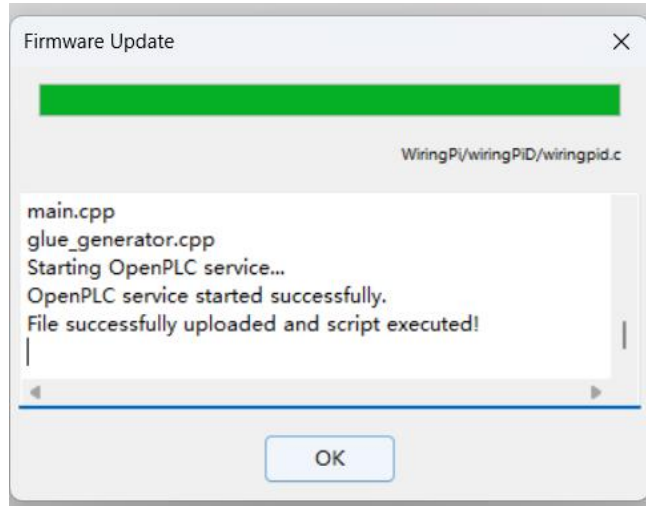 Firmware Update
WiringPi/wiringPiD/wiringpid.c
main.cpp
glue_generator.cpp
Starting OpenPLC service...
OpenPLC service started successfully.
File successfully uploaded and script executed!
OK